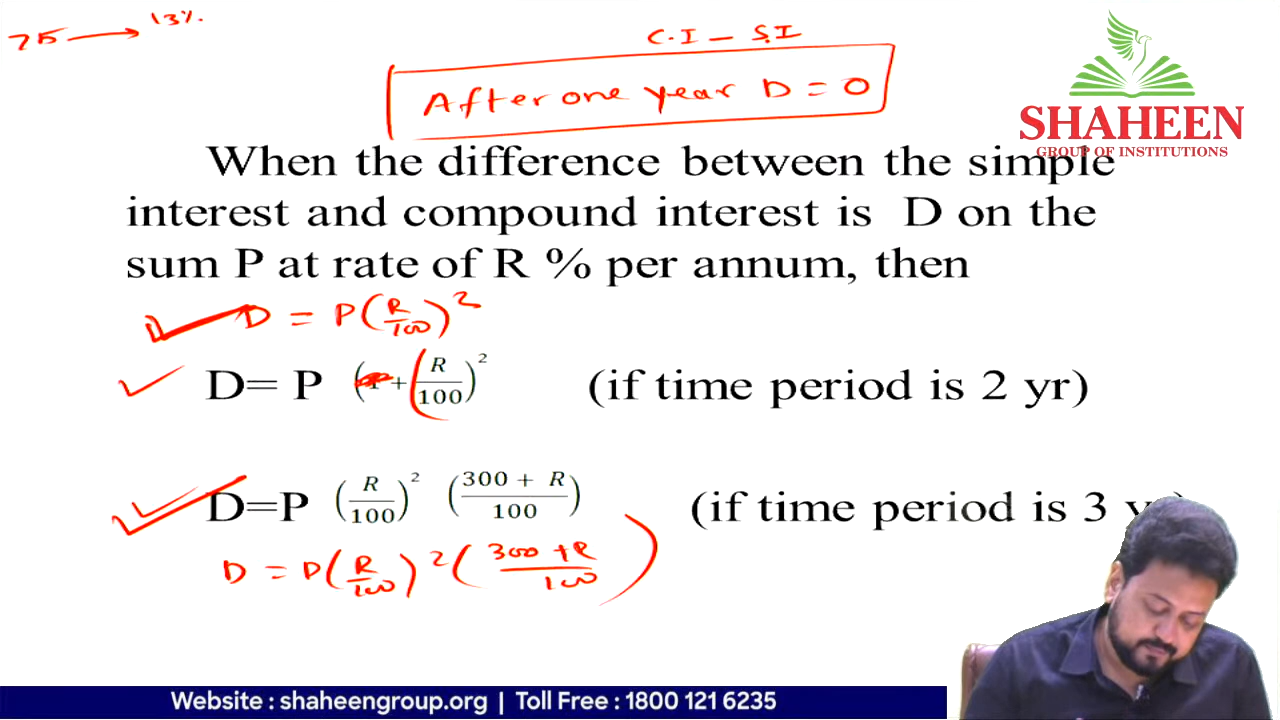 75 → 13%
C.I – S.I
After one year D = 0
SHAHEEN
GROUP OF INSTITUTIONS
When the difference between the simple
interest and compound interest is D on the
sum P at rate of R % per annum, then
D = P(R/100)²
D= P ( + (R/100)² (if time period is 2 yr)
D=P (R/100)² (300 + R/100) (if time period is 3
D = P(R/100)² (300 + R/100)
Website : shaheengroup.org | Toll Free : 1800 121 6235